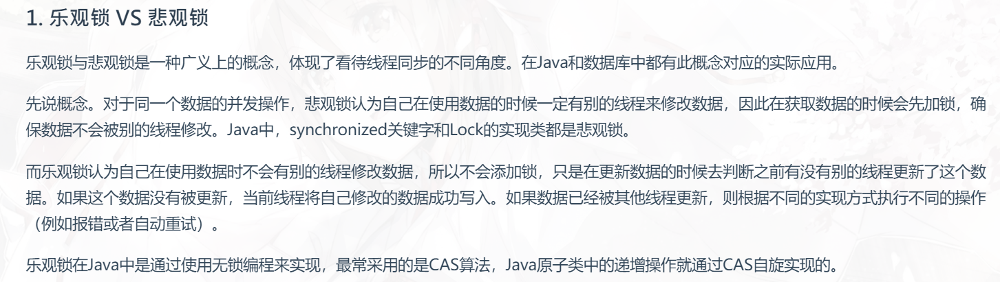 1. 乐观锁 VS 悲观锁
乐观锁与悲观锁是一种广义上的概念，体现了看待线程同步的不同角度。在Java和数据库中都有此概念对应的实际应用。
先说概念。对于同一个数据的并发操作，悲观锁认为自己在使用数据的时候一定有别的线程来修改数据，因此在获取数据的时候会先加锁，确
保数据不会被别的线程修改。Java中，synchronized关键字和Lock的实现类都是悲观锁。
而乐观锁认为自己在使用数据时不会有别的线程修改数据，所以不会添加锁，只是在更新数据的时候去判断之前有没有别的线程更新了这个数
据。如果这个数据没有被更新，当前线程将自己修改的数据成功写入。如果数据已经被其他线程更新，则根据不同的实现方式执行不同的操作
（例如报错或者自动重试）。
乐观锁在Java中是通过使用无锁编程来实现，最常采用的是CAS算法，Java原子类中的递增操作就通过CAS自旋实现的。